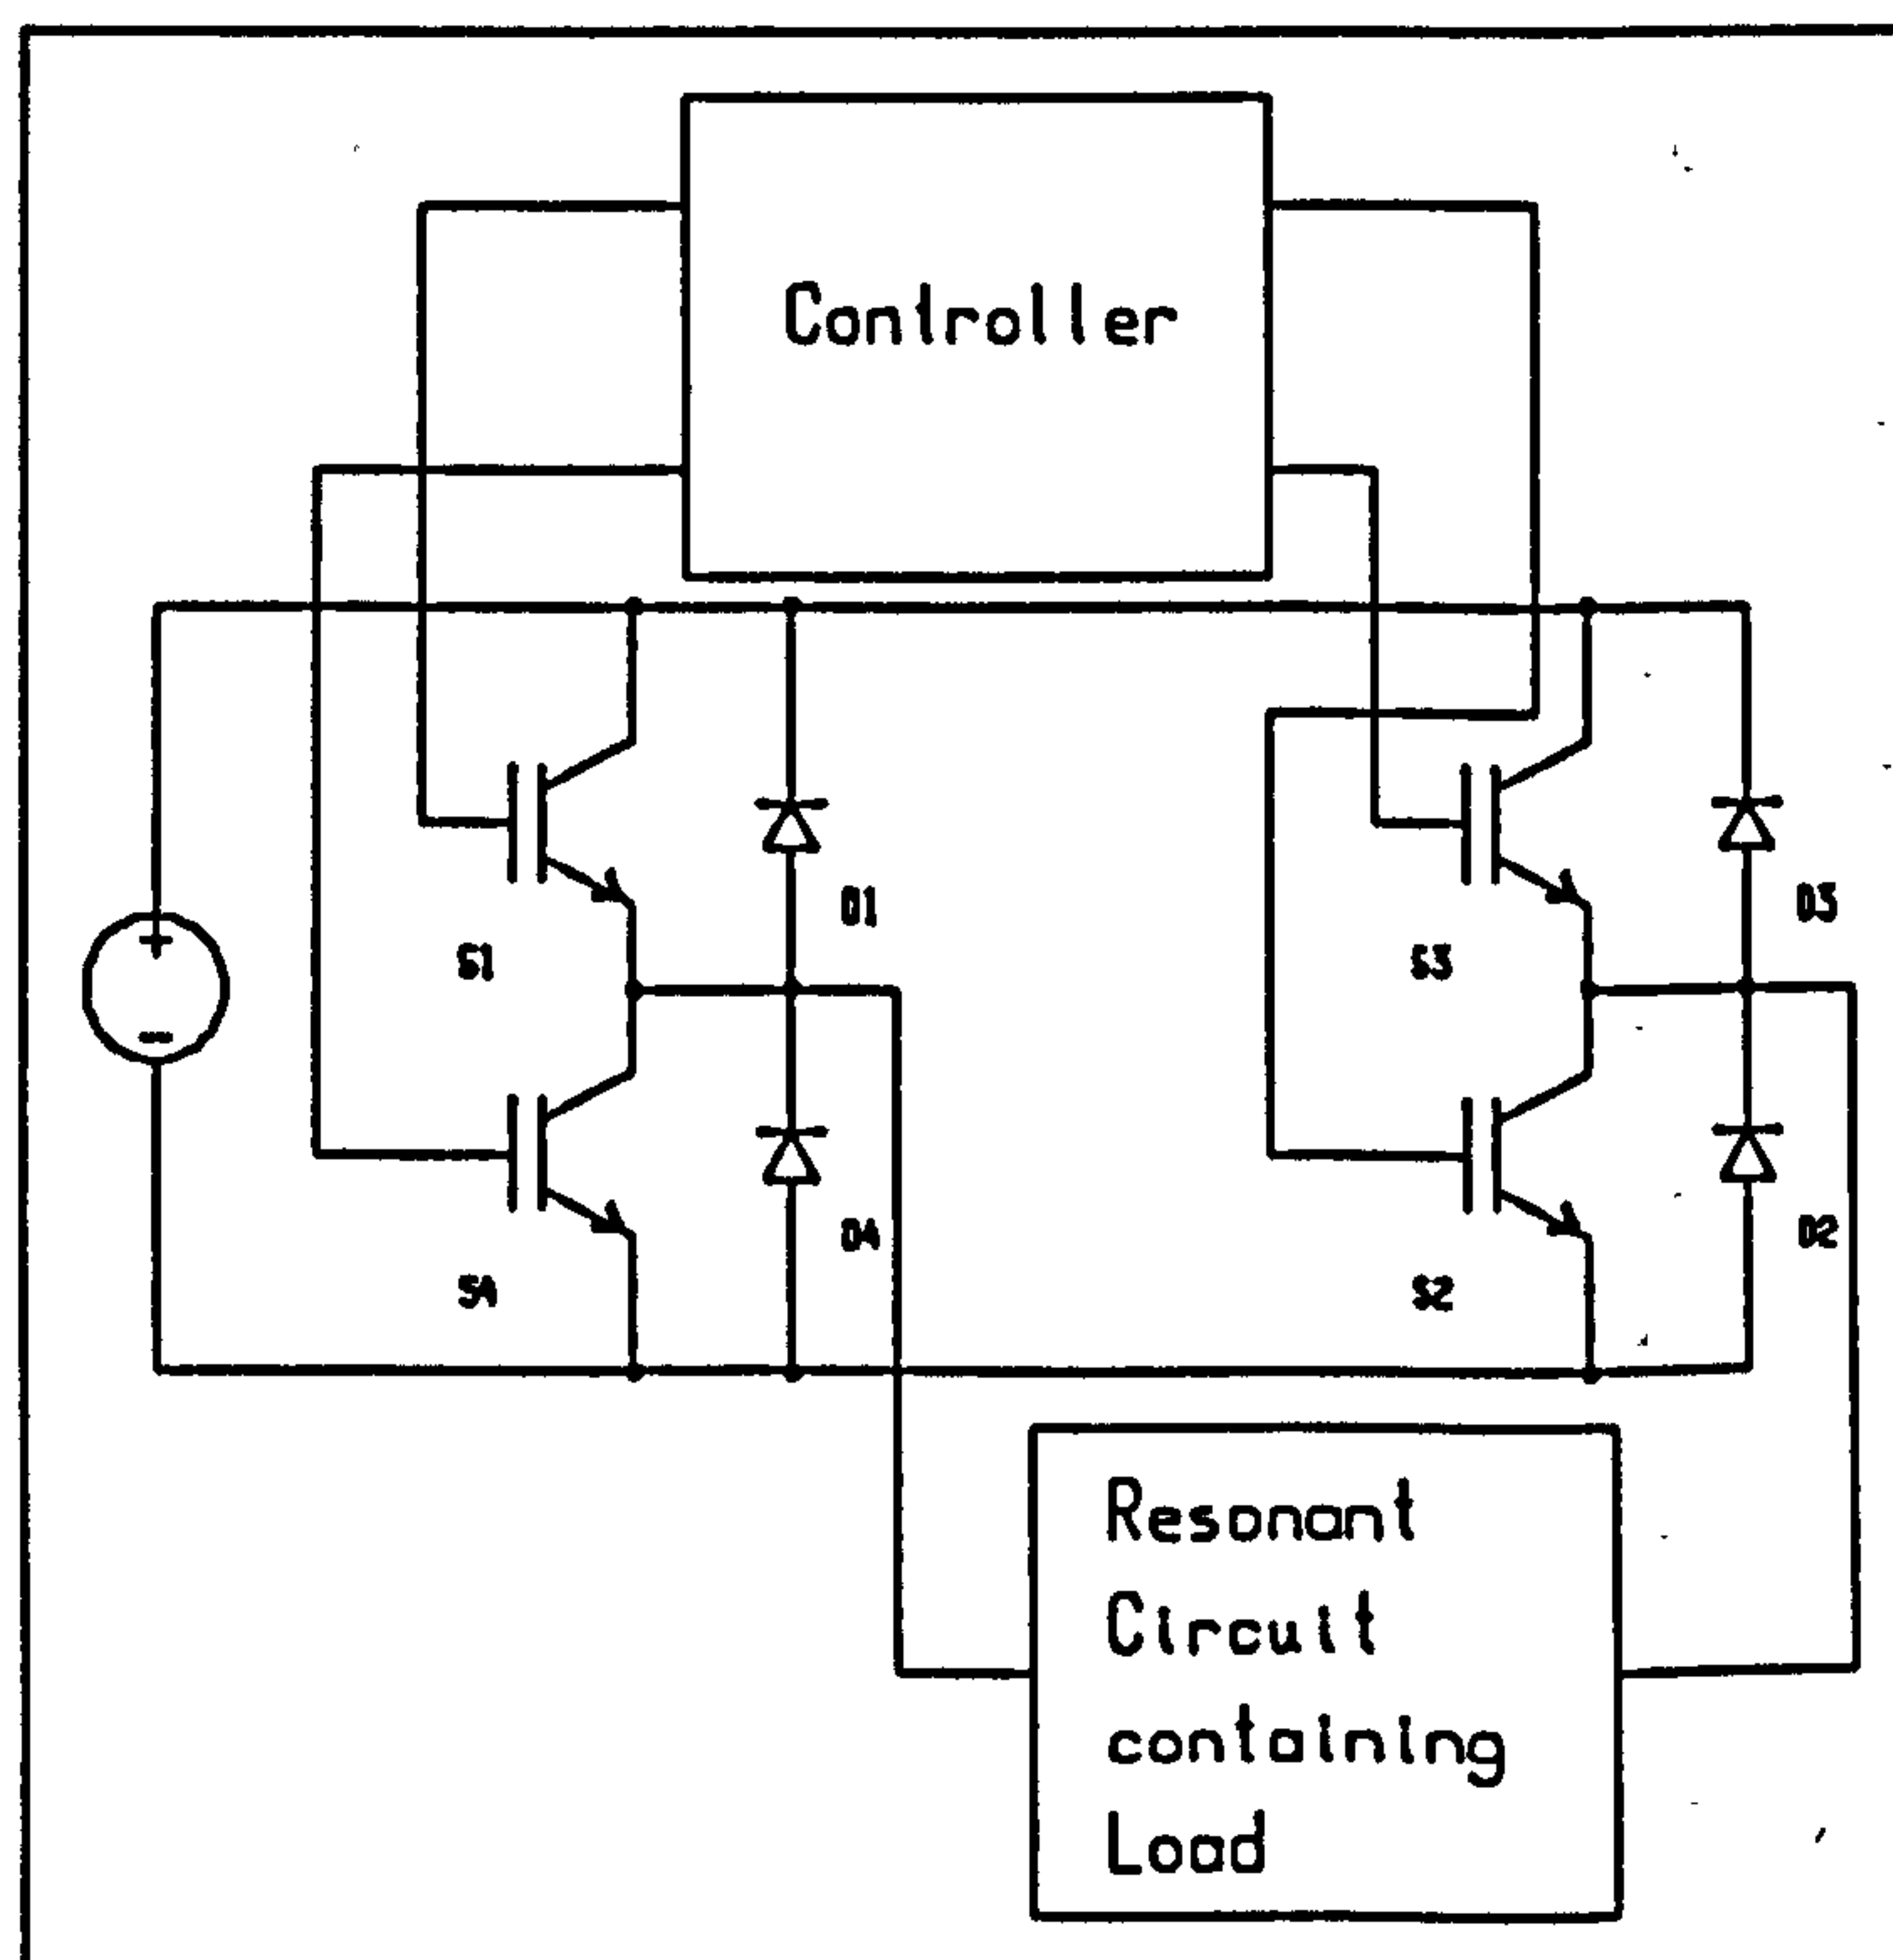 Controller
+
-
D1
D3
S1
S3
D4
D2
S4
S2
Resonant
Circuit
containing
Load